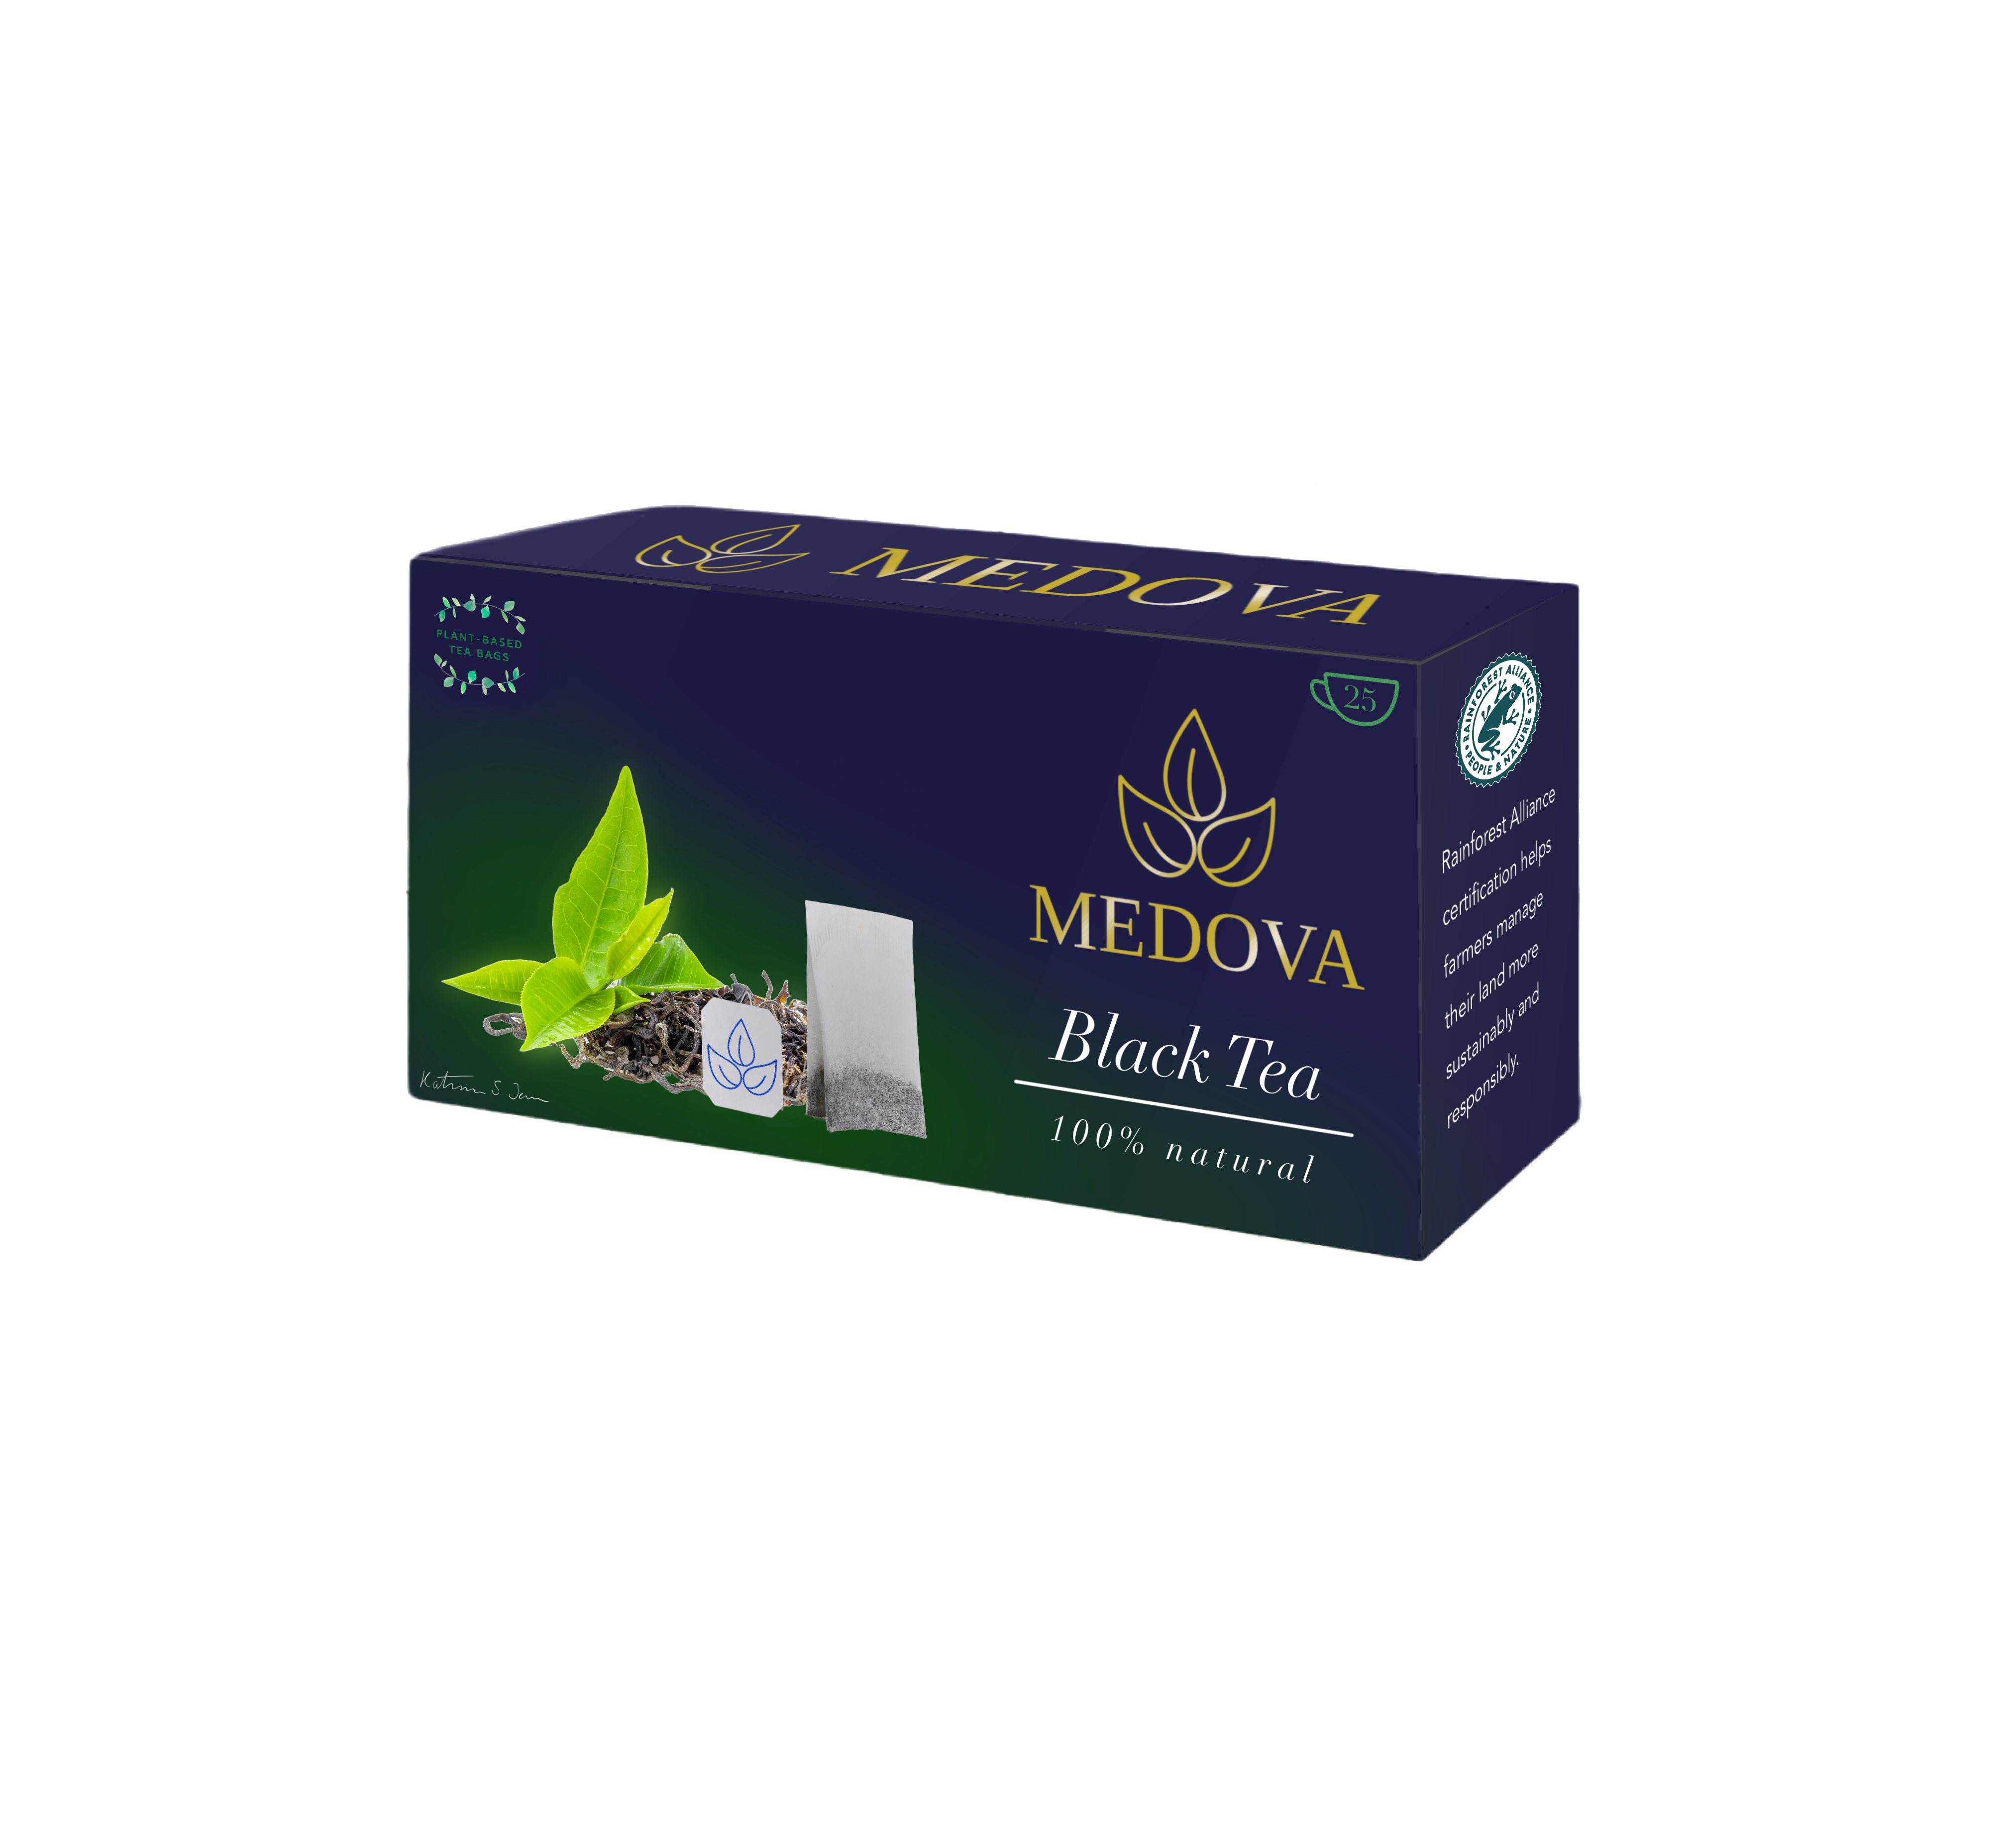 MEDOVA
PLANT-BASED
TEA BAGS
25
MEDOVA
Black Tea
100% natural
RAINFOREST ALLIANCE
PEOPLE & NATURE
Rainforest Alliance
certification helps
farmers manage
their land more
sustainably and
responsibly.